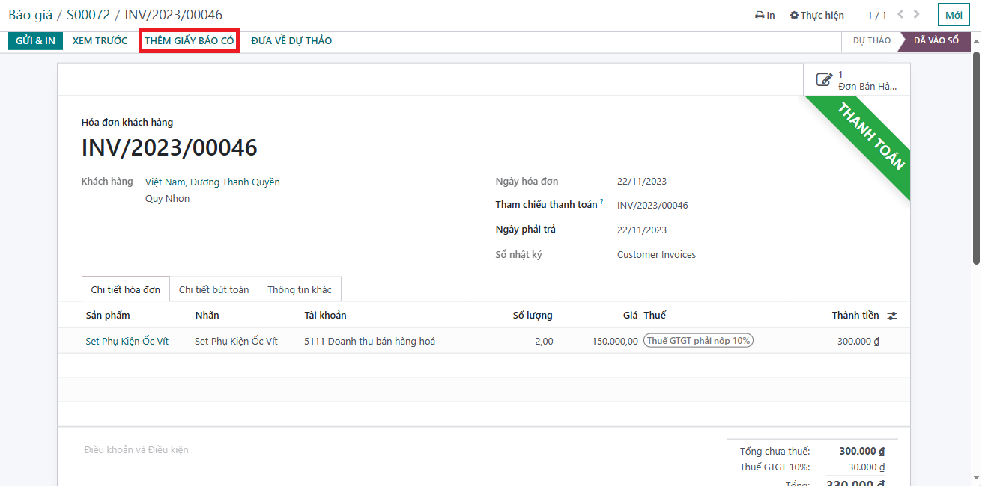 Báo giá / S00072 / INV/2023/00046
In Thực hiện 1 / 1 Mới
GỬI & IN XEM TRƯỚC THÊM GIẤY BÁO CÓ ĐƯA VỀ DỰ THẢO DỰ THẢO ĐÃ VÀO SỔ
1
Đơn Bán Hà...
THANH TOÁN
Hóa đơn khách hàng
INV/2023/00046
Khách hàng Việt Nam, Dương Thanh Quyền
Quy Nhơn
Ngày hóa đơn 22/11/2023
Tham chiếu thanh toán ? INV/2023/00046
Ngày phải trả 22/11/2023
Sổ nhật ký Customer Invoices
Chi tiết hóa đơn Chi tiết bút toán Thông tin khác
Sản phẩm Nhãn Tài khoản Số lượng Giá Thuế Thành tiền
Set Phụ Kiện Ốc Vít Set Phụ Kiện Ốc Vít 5111 Doanh thu bán hàng hoá 2,00 150.000,00 Thuế GTGT phải nộp 10% 300.000 ₫
Điều khoản và Điều kiện
Tổng chưa thuế: 300.000 ₫
Thuế GTGT 10%: 30.000 ₫
Tổng: 330.000 ₫